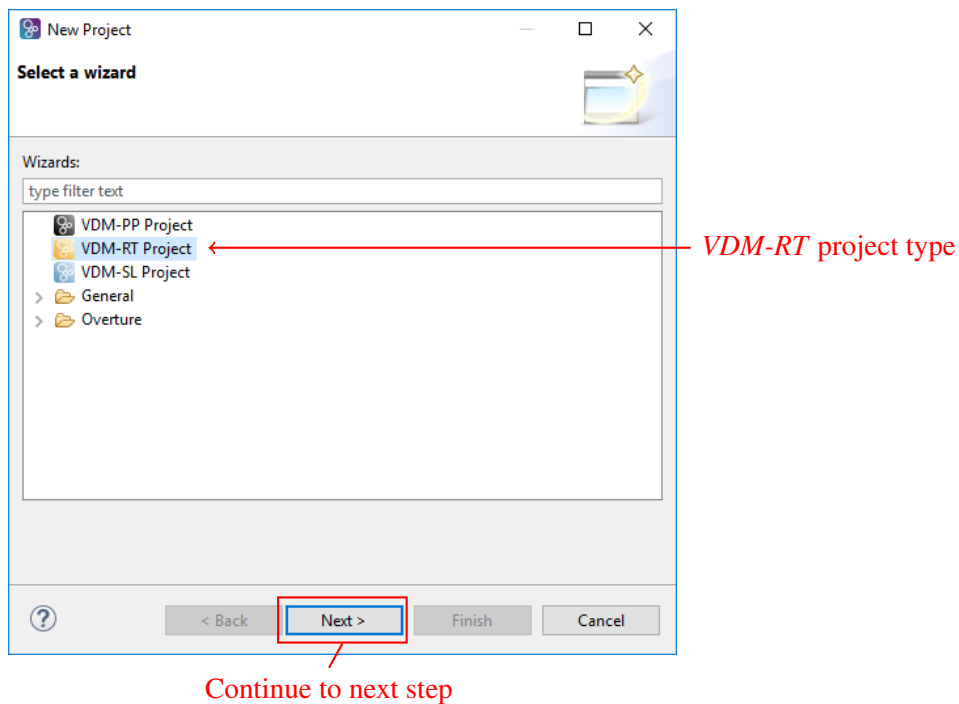 New Project
Select a wizard
Wizards:
type filter text
VDM-PP Project
VDM-RT Project
VDM-RT project type
VDM-SL Project
General
Overture
?
< Back
Next >
Finish
Cancel
Continue to next step